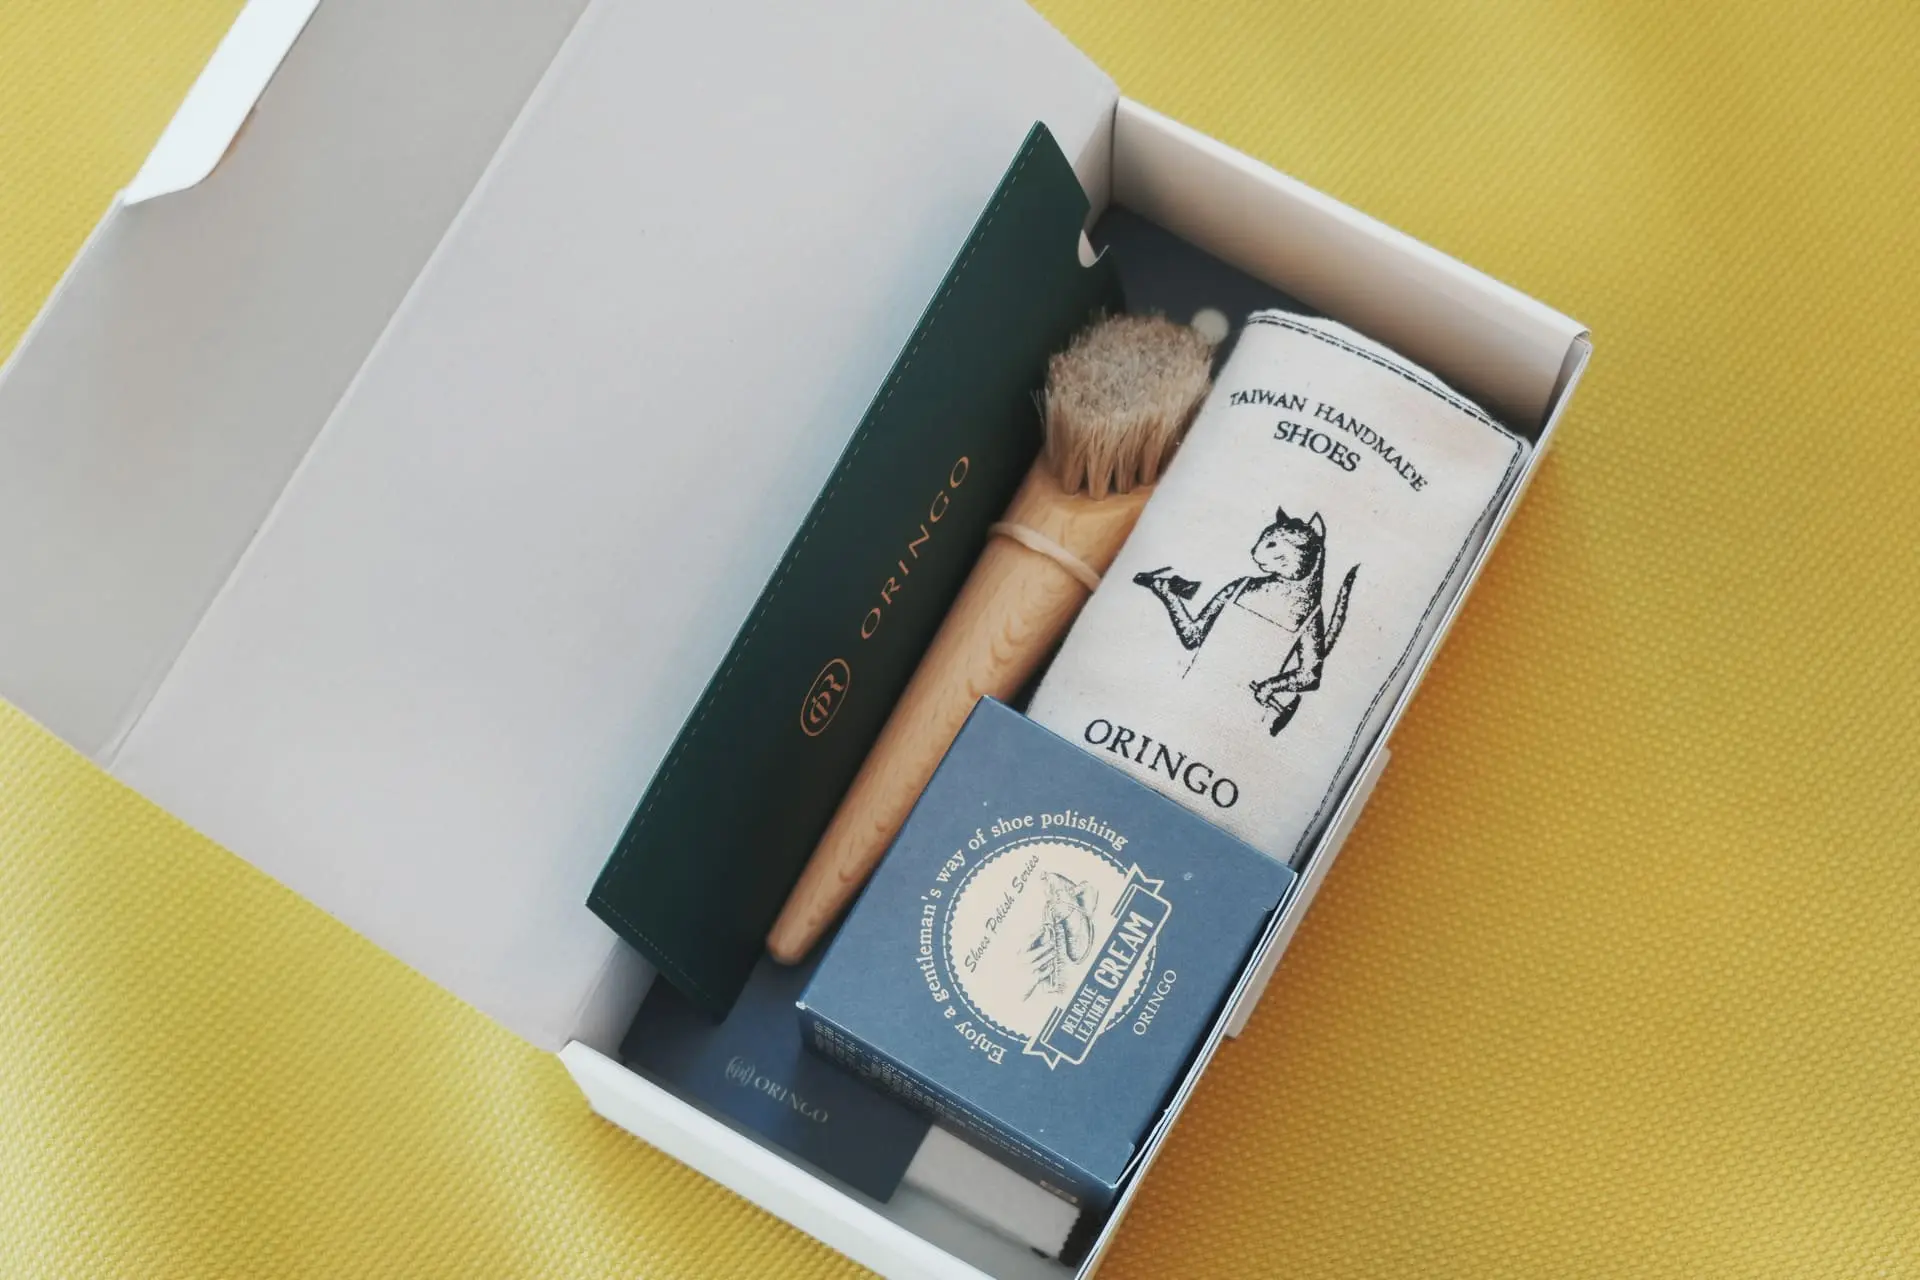 ORINGO
TAIWAN HANDMADE
SHOES
ORINGO
Enjoy a gentleman's way of shoe polishing
Shoes Polish Series
DELICATE
LEATHER CREAM
ORINGO
ORINGO